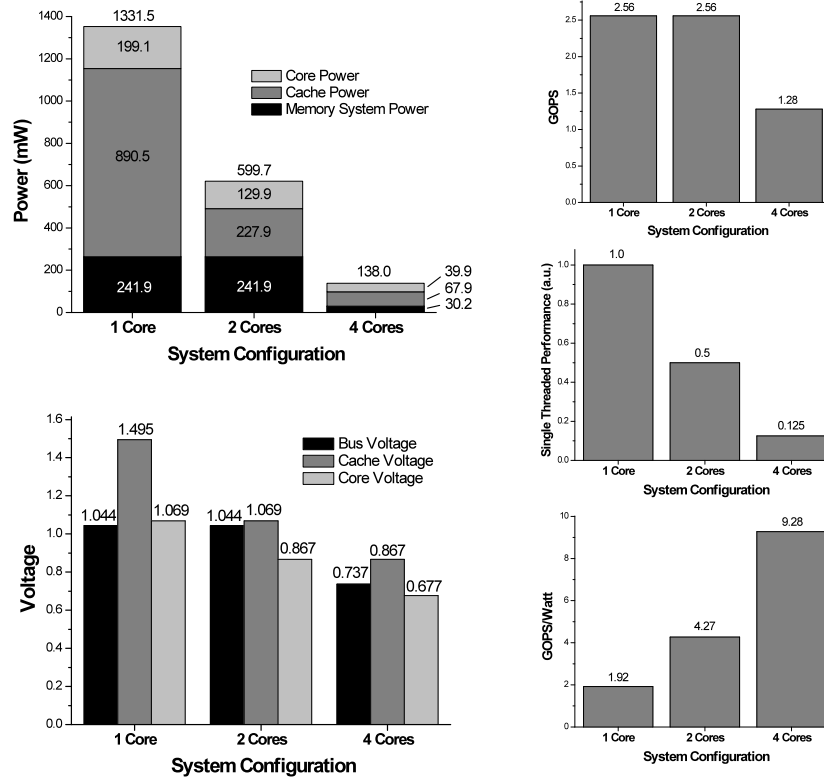 1400
1200
1000
800
600
400
200
0
Power (mW)
1331.5
199.1
890.5
241.9
599.7
129.9
227.9
241.9
138.0
39.9
67.9
30.2
Core Power
Cache Power
Memory System Power
1 Core
2 Cores
4 Cores
System Configuration
2.5
2.0
1.5
1.0
0.5
0.0
GOPS
2.56
2.56
1.28
1 Core
2 Cores
4 Cores
System Configuration
1.0
0.8
0.6
0.4
0.2
0.0
Single Threaded Performance (a.u.)
1.0
0.5
0.125
1 Core
2 Cores
4 Cores
System Configuration
1.6
1.4
1.2
1.0
0.8
0.6
0.4
0.2
0.0
Voltage
1.044
1.495
1.069
1.044
1.069
0.867
0.737
0.867
0.677
Bus Voltage
Cache Voltage
Core Voltage
1 Core
2 Cores
4 Cores
System Configuration
10
8
6
4
2
0
GOPS/Watt
1.92
4.27
9.28
1 Core
2 Cores
4 Cores
System Configuration